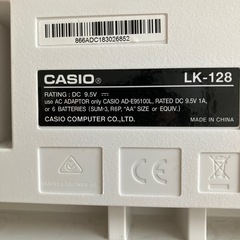 866ADC183026852
CASIO® LK-128
RATING : DC 9.5V ⎓
use AC ADAPTOR only CASIO AD-E95100L, RATED DC 9.5V 1A,
or 6 BATTERIES (SUM-3, R6P, "AA" SIZE or EQUIV.)
CASIO COMPUTER CO.,LTD.
MADE IN CHINA